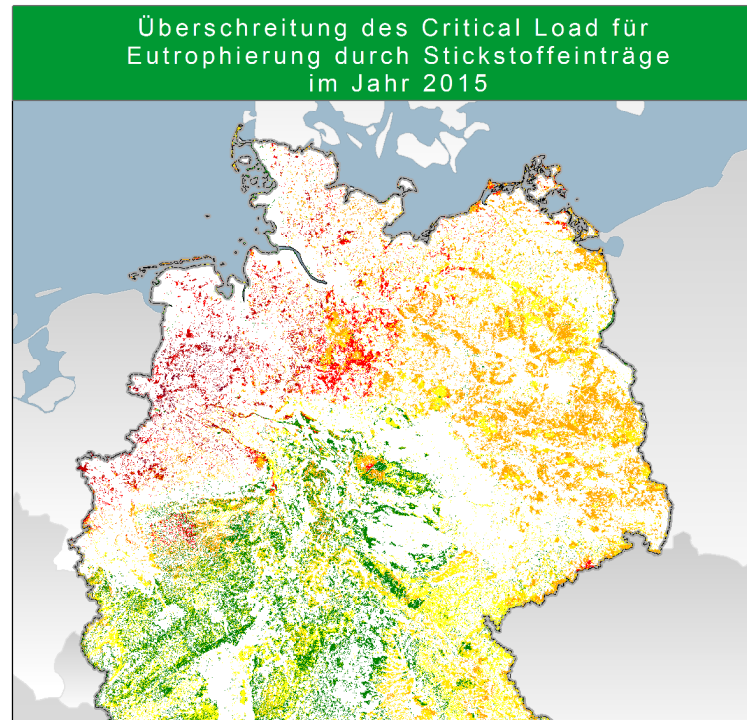 Überschreitung des Critical Load für
Eutrophierung durch Stickstoffeinträge
im Jahr 2015